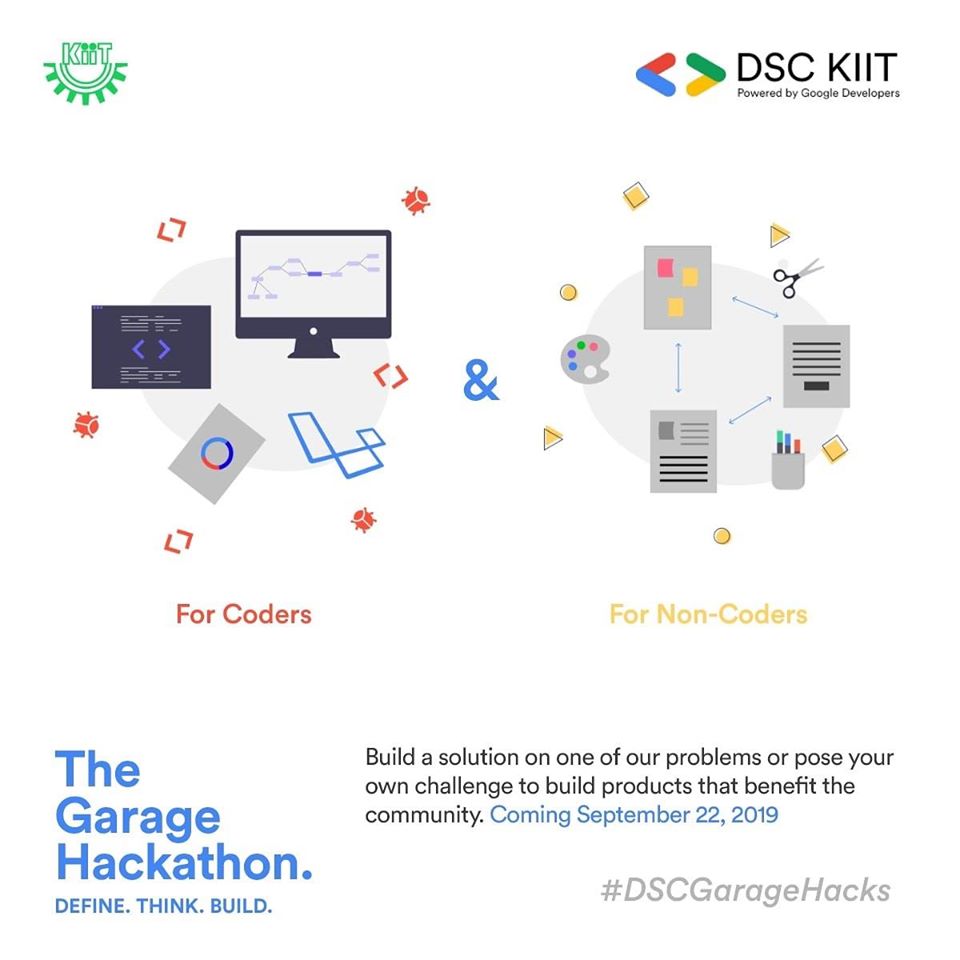 KiiT
DSC KIIT
Powered by Google Developers
&
For Coders
For Non-Coders
The
Garage
Hackathon.
DEFINE. THINK. BUILD.
Build a solution on one of our problems or pose your
own challenge to build products that benefit the
community. Coming September 22, 2019
#DSCGarageHacks